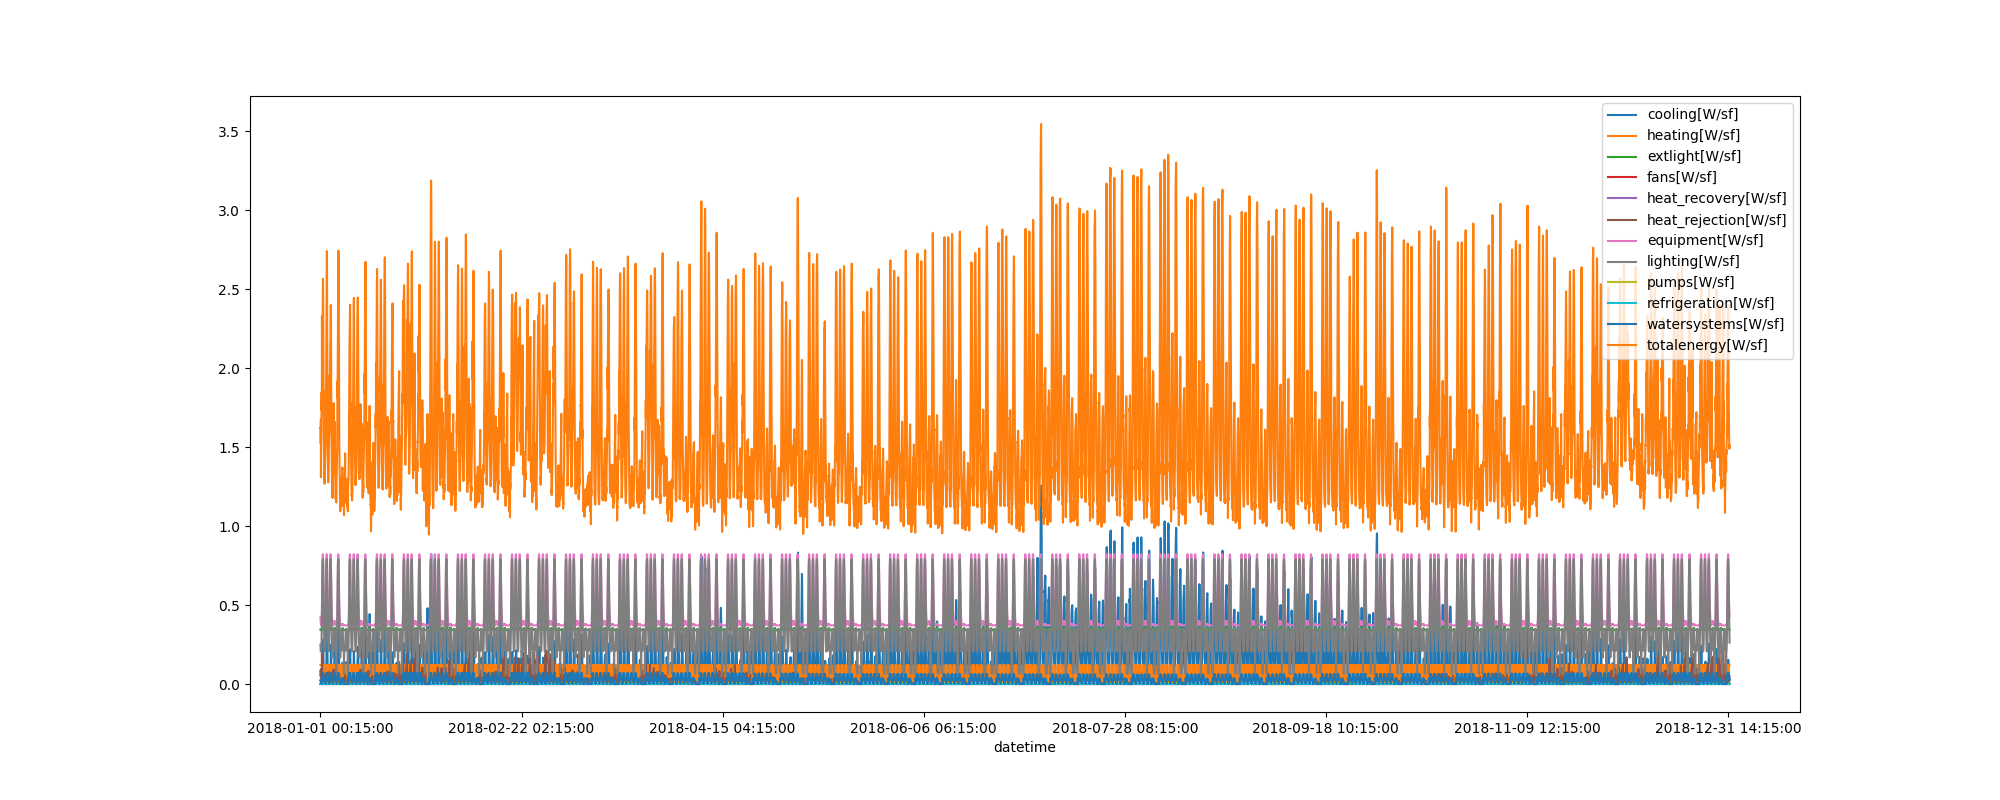 3.5
3.0
2.5
2.0
1.5
1.0
0.5
0.0
cooling[W/sf]
heating[W/sf]
extlight[W/sf]
fans[W/sf]
heat_recovery[W/sf]
heat_rejection[W/sf]
equipment[W/sf]
lighting[W/sf]
pumps[W/sf]
refrigeration[W/sf]
watersystems[W/sf]
totalenergy[W/sf]
2018-01-01 00:15:00 2018-02-22 02:15:00 2018-04-15 04:15:00 2018-06-06 06:15:00 2018-07-28 08:15:00 2018-09-18 10:15:00 2018-11-09 12:15:00 2018-12-31 14:15:00
datetime